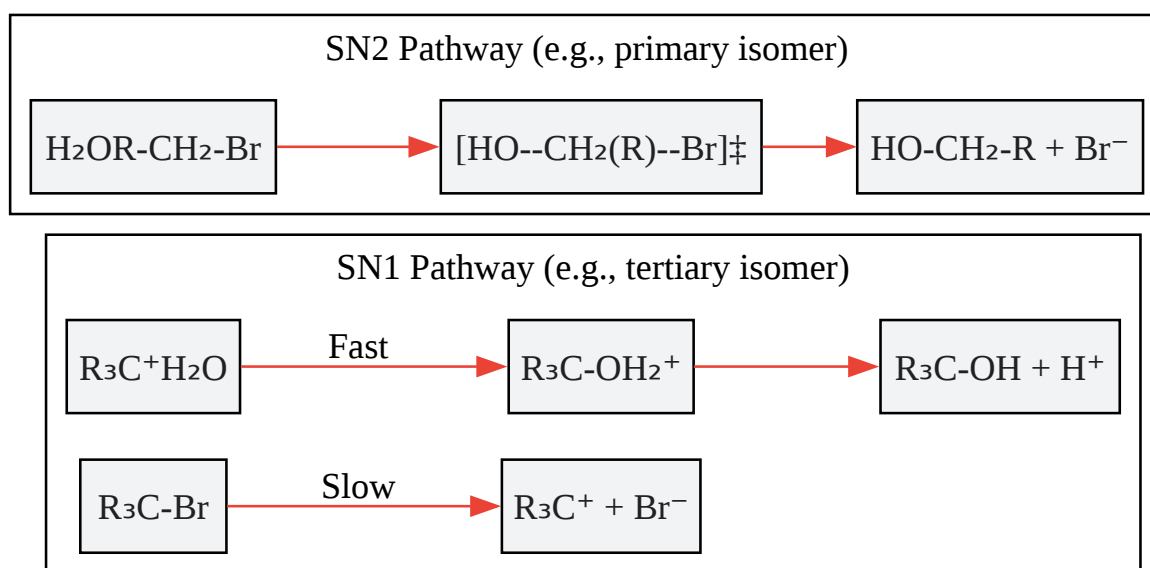 SN2 Pathway (e.g., primary isomer)
H₂OR-CH₂-Br
[HO--CH₂(R)--Br]‡
HO-CH₂-R + Br⁻
SN1 Pathway (e.g., tertiary isomer)
R₃C⁺H₂O
Fast
R₃C-OH₂⁺
R₃C-OH + H⁺
R₃C-Br
Slow
R₃C⁺ + Br⁻